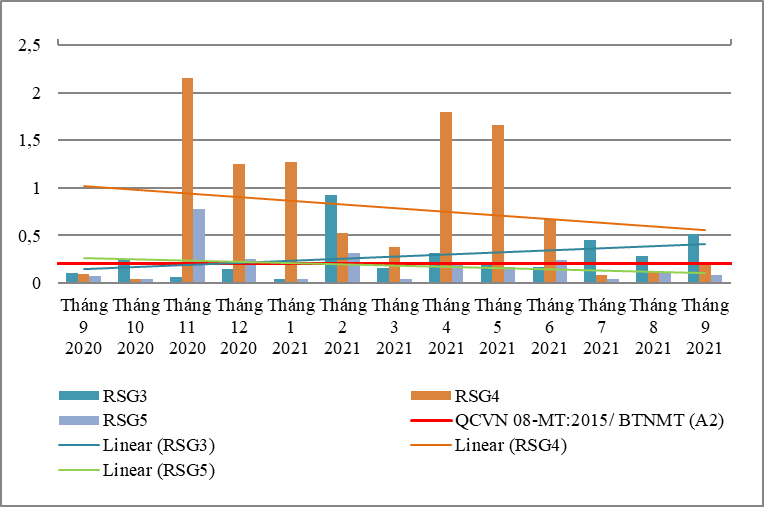 2,5
2
1,5
1
0,5
0
Tháng Tháng Tháng Tháng Tháng Tháng Tháng Tháng Tháng Tháng Tháng Tháng Tháng
9 10 11 12 1 2 3 4 5 6 7 8 9
2020 2020 2020 2020 2021 2021 2021 2021 2021 2021 2021 2021 2021
RSG3 RSG4
RSG5 QCVN 08-MT:2015/ BTNMT (A2)
Linear (RSG3) Linear (RSG4)
Linear (RSG5)